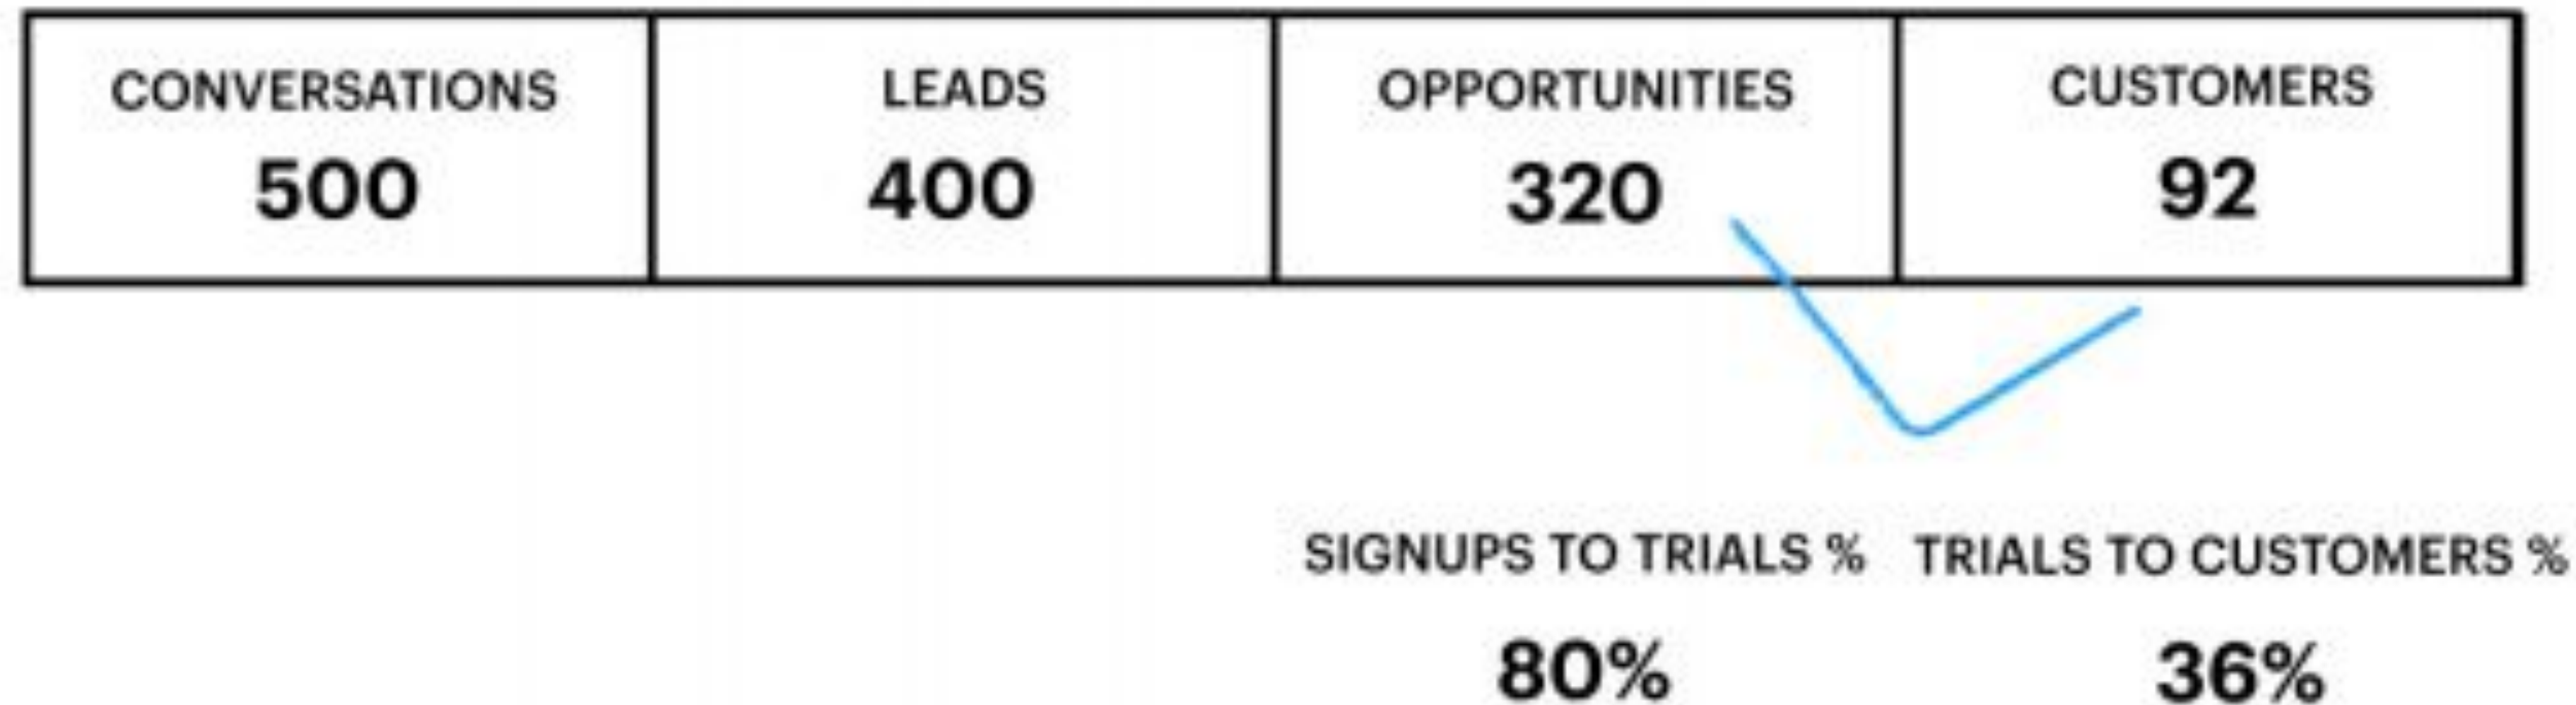 CONVERSATIONS LEADS OPPORTUNITIES CUSTOMERS
500 400 320 92
SIGNUPS TO TRIALS % TRIALS TO CUSTOMERS %
80% 36%